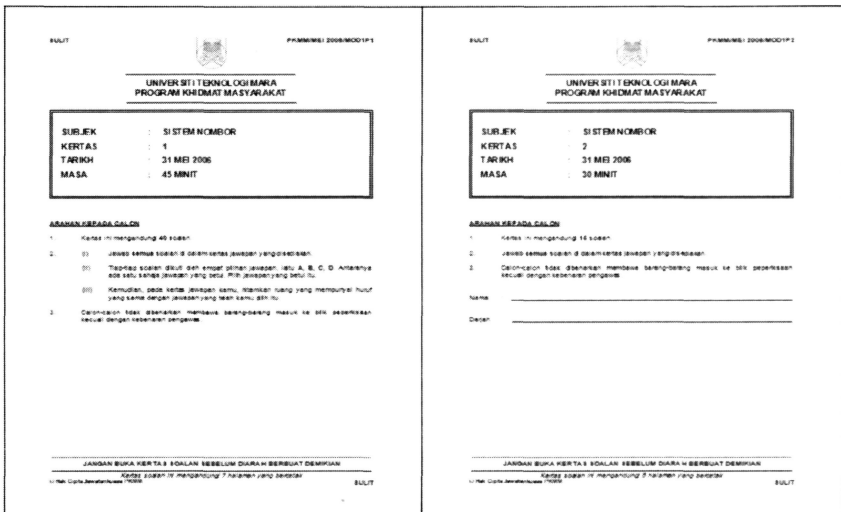 SULIT PKMM/MEI 2006/MOD1P1
UNIVERSITI TEKNOLOGI MARA
PROGRAM KHIDMAT MASYARAKAT
SUBJEK : SISTEM NOMBOR
KERTAS : 1
TARIKH : 31 MEI 2006
MASA : 45 MINIT
ARAHAN KEPADA CALON
1. Kertas ini mengandungi 40 soalan.
2. (i) Jawab semua soalan di dalam kertas jawapan yang disediakan.
(ii) Tiap-tiap soalan diikuti oleh empat pilihan jawapan, iaitu A, B, C, D. Antaranya
ada satu sahaja jawapan yang betul. Pilih jawapan yang betul itu.
(iii) Kemudian, pada kertas jawapan kamu, hitamkan ruang yang mempunyai huruf
yang sama dengan jawapan yang telah kamu pilih itu.
3. Calon-calon tidak dibenarkan membawa barang-barang masuk ke bilik peperiksaan
kecuali dengan kebenaran pengawas.
JANGAN BUKA KERTAS SOALAN SEBELUM DIARAH BERBUAT DEMIKIAN
Kertas soalan ini mengandungi 7 halaman yang bercetak
© Hak Cipta Jawatankuasa PKMM
SULIT
SULIT PKMM/MEI 2006/MOD1P2
UNIVERSITI TEKNOLOGI MARA
PROGRAM KHIDMAT MASYARAKAT
SUBJEK : SISTEM NOMBOR
KERTAS : 2
TARIKH : 31 MEI 2006
MASA : 30 MINIT
ARAHAN KEPADA CALON
1. Kertas ini mengandungi 15 soalan.
2. Jawab semua soalan di dalam kertas jawapan yang disediakan.
3. Calon-calon tidak dibenarkan membawa barang-barang masuk ke bilik peperiksaan
kecuali dengan kebenaran pengawas.
Nama:
Darjah:
JANGAN BUKA KERTAS SOALAN SEBELUM DIARAH BERBUAT DEMIKIAN
Kertas soalan ini mengandungi 5 halaman yang bercetak
© Hak Cipta Jawatankuasa PKMM
SULIT